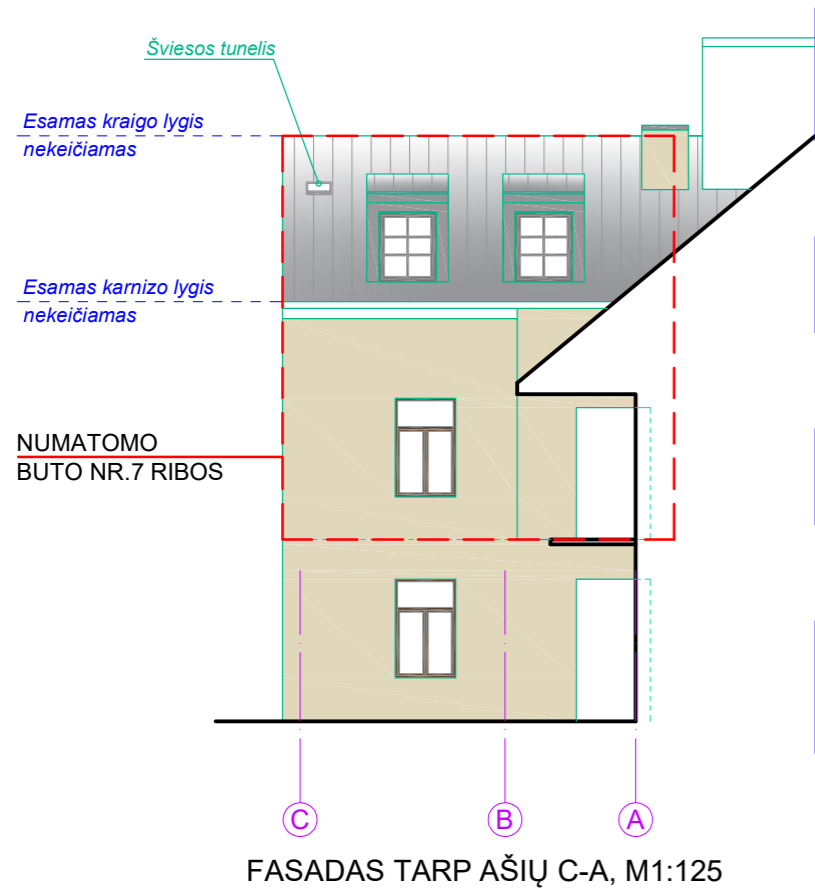 Šviesos tunelis
Esamas kraigo lygis
nekeičiamas
Esamas karnizo lygis
nekeičiamas
NUMATOMO
BUTO NR.7 RIBOS
C
B
A
FASADAS TARP AŠIŲ C-A, M1:125